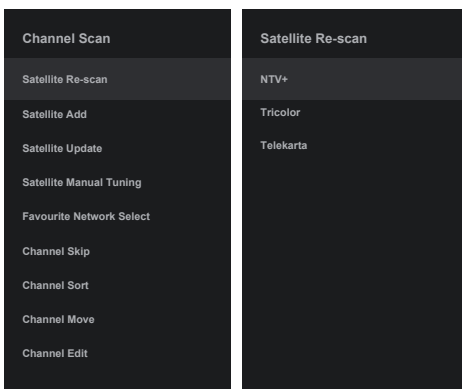 Channel Scan
Satellite Re-scan
Satellite Add
Satellite Update
Satellite Manual Tuning
Favourite Network Select
Channel Skip
Channel Sort
Channel Move
Channel Edit
Satellite Re-scan
NTV+
Tricolor
Telekarta